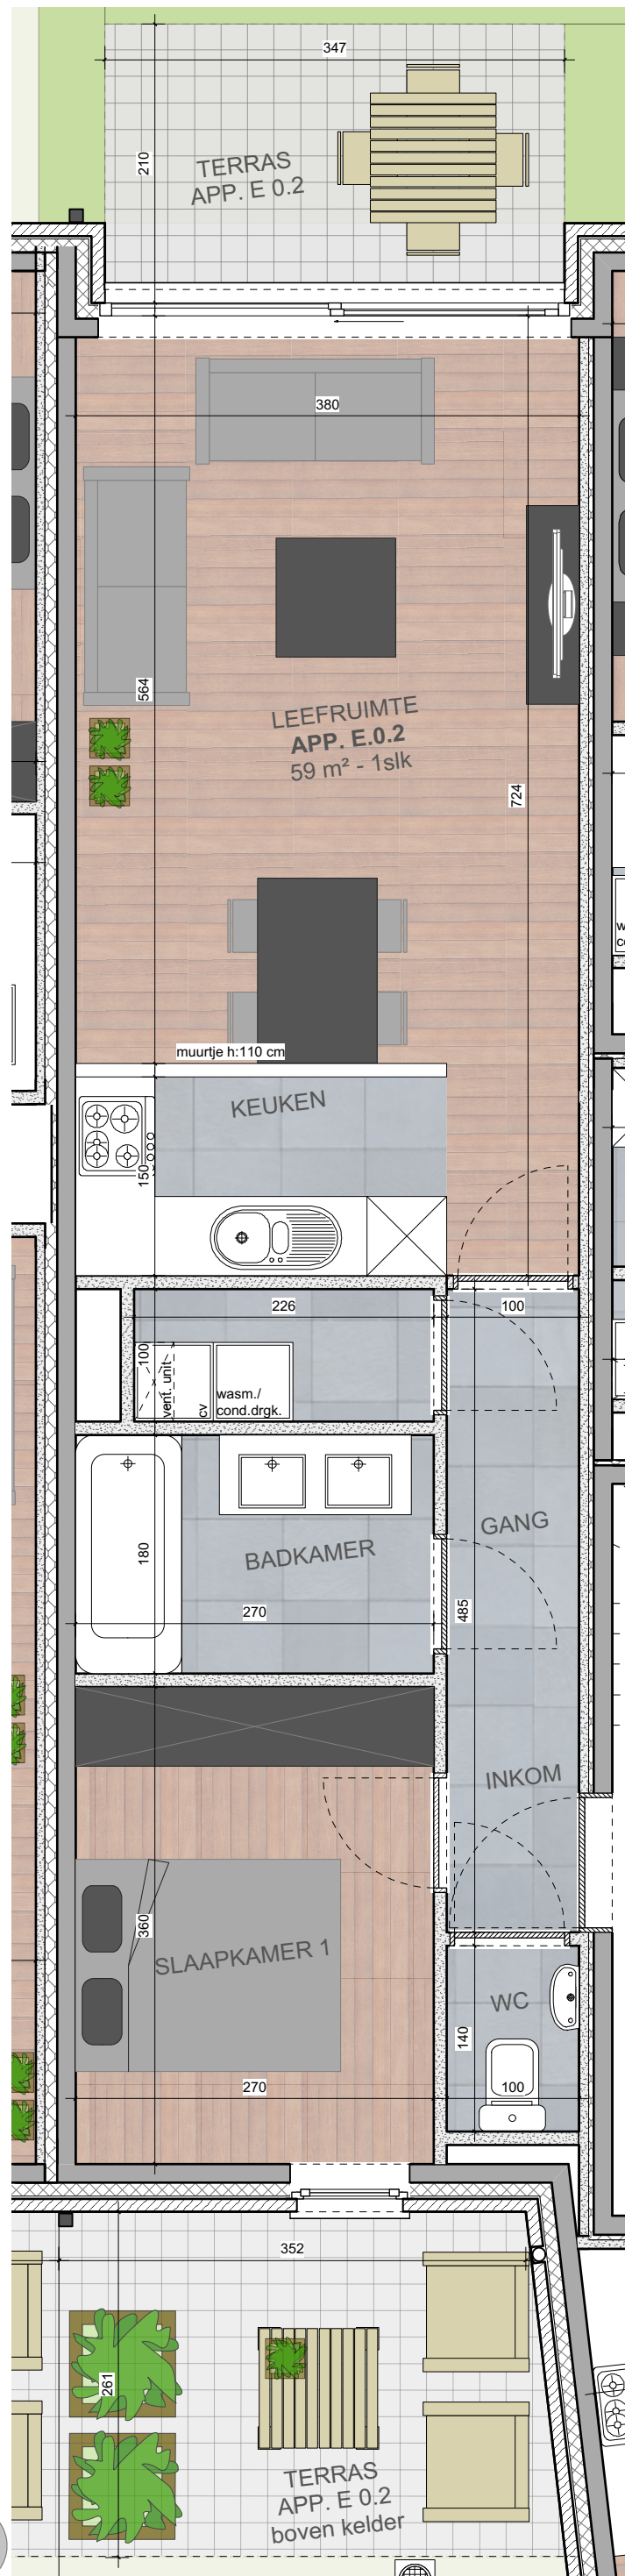 347
210
TERRAS
APP. E 0.2
380
564
LEEFRUIMTE
APP. E.0.2
59 m² - 1slk
724
muurtje h:110 cm
KEUKEN
150
226
100
100
vent. unit
cv
wasm./
cond.drgk.
GANG
BADKAMER
180
270
485
INKOM
360
SLAAPKAMER 1
WC
140
270
100
352
261
TERRAS
APP. E 0.2
boven kelder